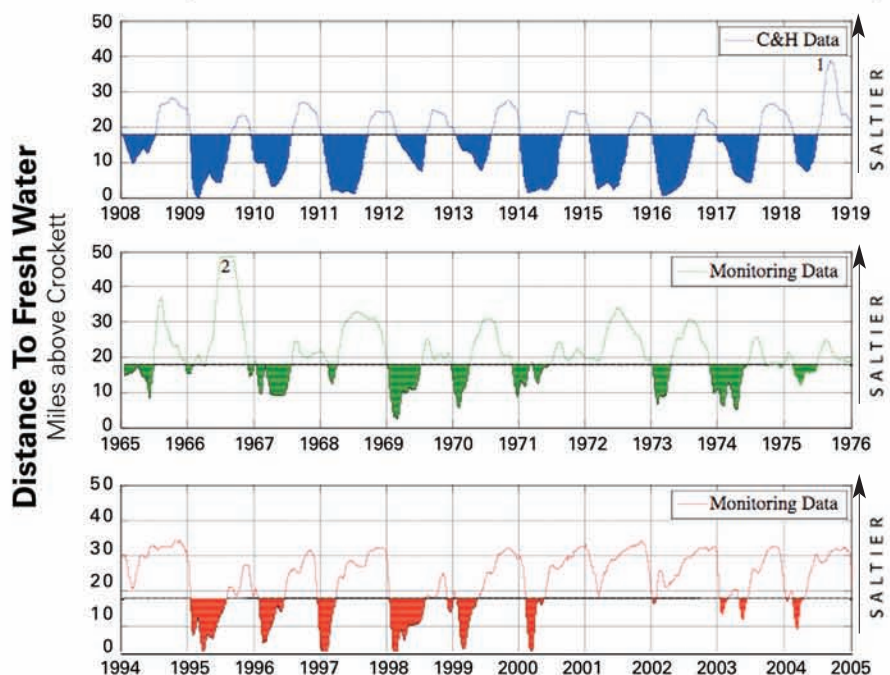 Distance To Fresh Water
Miles above Crockett
50
40
30
20
10
0
C&H Data
1
SALTIER
1908 1909 1910 1911 1912 1913 1914 1915 1916 1917 1918 1919
50
40
30
20
10
0
2
Monitoring Data
SALTIER
1965 1966 1967 1968 1969 1970 1971 1972 1973 1974 1975 1976
50
40
30
20
10
0
Monitoring Data
SALTIER
1994 1995 1996 1997 1998 1999 2000 2001 2002 2003 2004 2005